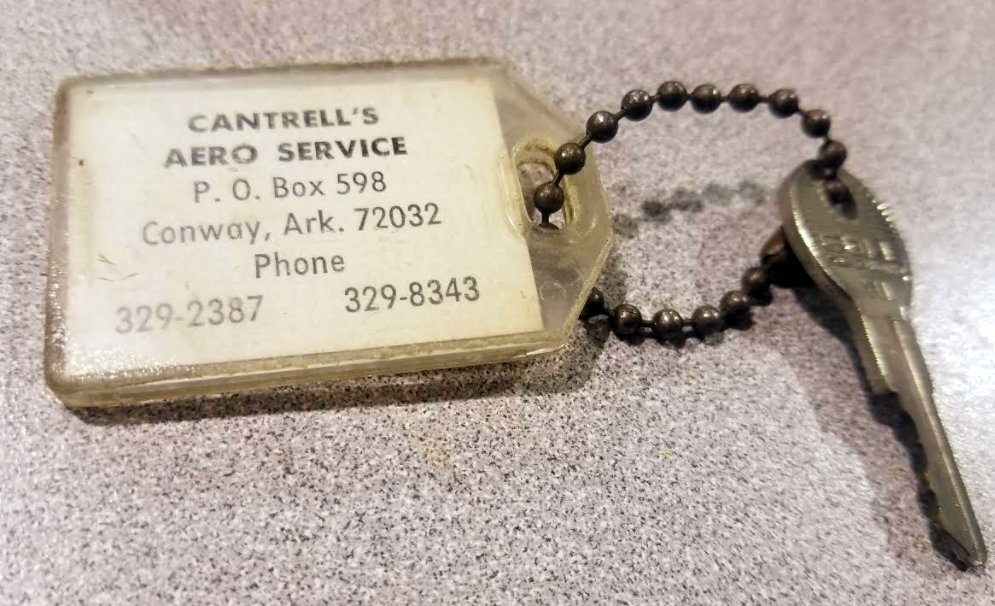 CANTRELL'S
AERO SERVICE
P. O. Box 598
Conway, Ark. 72032
Phone
329-2387 329-8343